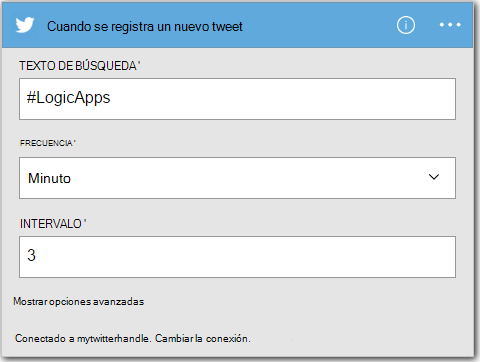 Cuando se registra un nuevo tweet
TEXTO DE BÚSQUEDA*
#LogicApps
FRECUENCIA*
Minuto
INTERVALO*
3
Mostrar opciones avanzadas
Conectado a mytwitterhandle. Cambiar la conexión.